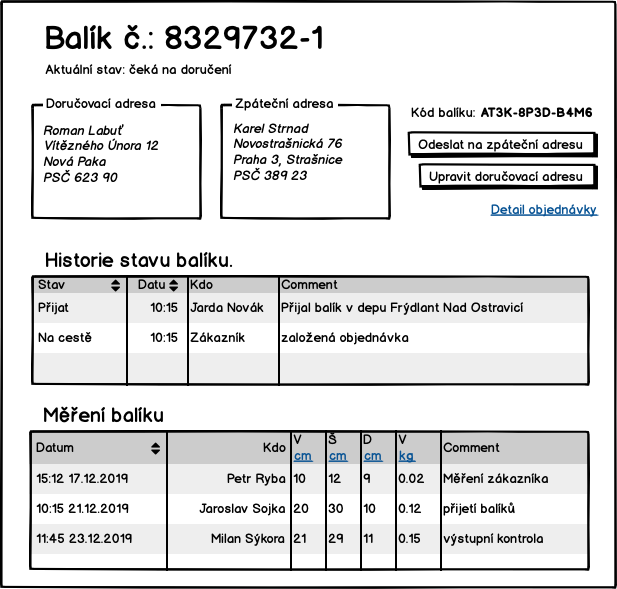 Balík č.: 8329732-1
Aktuální stav: čeká na doručení
Doručovací adresa
Roman Labuť
Vítězného Února 12
Nová Paka
PSČ 623 90
Zpáteční adresa
Karel Strnad
Novostrašnická 76
Praha 3, Strašnice
PSČ 389 23
Kód balíku: AT3K-8P3D-B4M6
Odeslat na zpáteční adresu
Upravit doručovací adresu
Detail objednávky
Historie stavu balíku.
Stav Datu Kdo Comment
Přijat 10:15 Jarda Novák Přijal balík v depu Frýdlant Nad Ostravicí
Na cestě 10:15 Zákazník založená objednávka
Měření balíku
Datum Kdo V cm Š cm D cm V kg Comment
15:12 17.12.2019 Petr Ryba 10 12 9 0.02 Měření zákazníka
10:15 21.12.2019 Jaroslav Sojka 20 30 10 0.12 přijetí balíků
11:45 23.12.2019 Milan Sýkora 21 29 11 0.15 výstupní kontrola